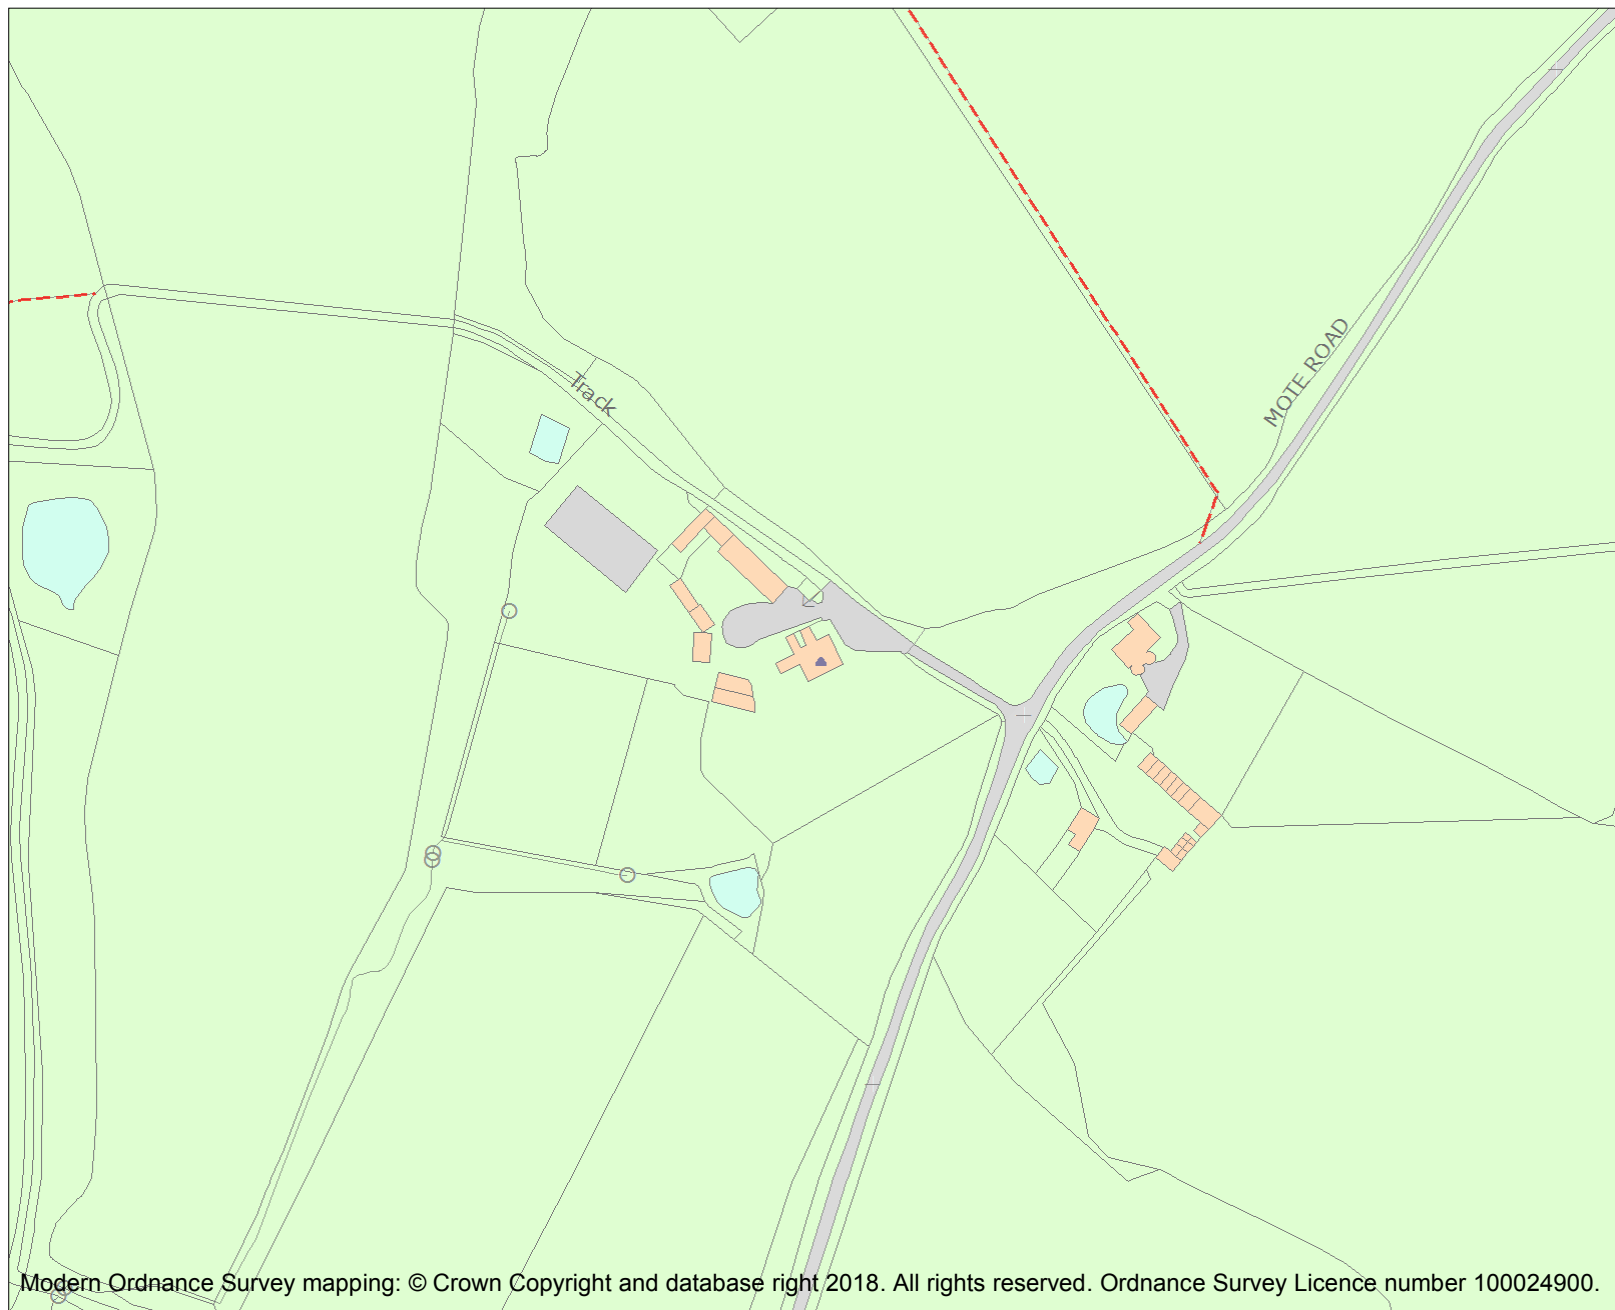 MOTE ROAD
Track
Modern Ordnance Survey mapping: © Crown Copyright and database right 2018. All rights reserved. Ordnance Survey Licence number 100024900.